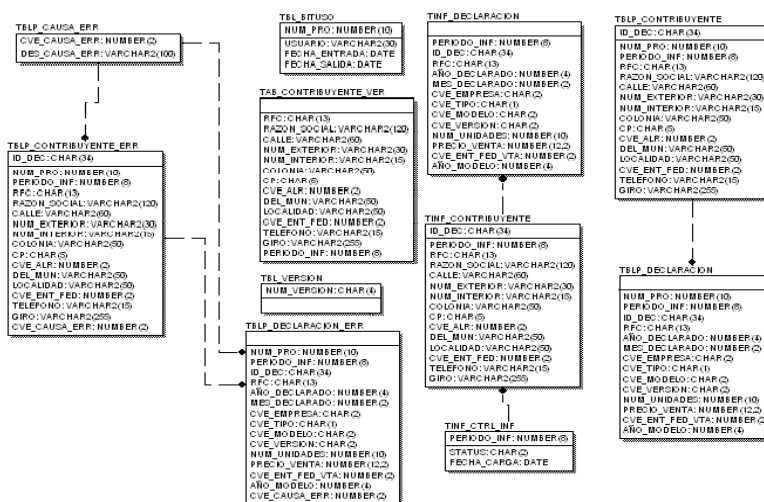 TBLP_CAUSA_ERR
CVE_CAUSA_ERR: NUMBER(2)
DES_CAUSA_ERR: VARCHAR2(100)
TBLP_CONTRIBUYENTE_ERR
ID_DEC: CHAR(34)
NUM_PRO: NUMBER(10)
PERIODO_INF: NUMBER(6)
RFC: CHAR(13)
RAZON_SOCIAL: VARCHAR2(120)
CALLE: VARCHAR2(60)
NUM_EXTERIOR: VARCHAR2(30)
NUM_INTERIOR: VARCHAR2(15)
COLONIA: VARCHAR2(50)
CP: CHAR(5)
CVE_ALR: NUMBER(2)
DEL_MUN: VARCHAR2(50)
LOCALIDAD: VARCHAR2(50)
CVE_ENT_FED: NUMBER(2)
TELEFONO: VARCHAR2(15)
GIRO: VARCHAR2(255)
CVE_CAUSA_ERR: NUMBER(2)
TBL_BITUSO
NUM_PRO: NUMBER(10)
USUARIO: VARCHAR2(30)
FECHA_ENTRADA: DATE
FECHA_SALIDA: DATE
TAB_CONTRIBUYENTE_VER
RFC: CHAR(13)
RAZON_SOCIAL: VARCHAR2(120)
CALLE: VARCHAR2(60)
NUM_EXTERIOR: VARCHAR2(30)
NUM_INTERIOR: VARCHAR2(15)
COLONIA: VARCHAR2(50)
CP: CHAR(5)
CVE_ALR: NUMBER(2)
DEL_MUN: VARCHAR2(50)
LOCALIDAD: VARCHAR2(50)
CVE_ENT_FED: NUMBER(2)
TELEFONO: VARCHAR2(15)
GIRO: VARCHAR2(255)
PERIODO_INF: NUMBER(6)
TBL_VERSION
NUM_VERSION: CHAR(4)
TBLP_DECLARACION_ERR
NUM_PRO: NUMBER(10)
PERIODO_INF: NUMBER(6)
ID_DEC: CHAR(34)
RFC: CHAR(13)
AÑO_DECLARADO: NUMBER(4)
MES_DECLARADO: NUMBER(2)
CVE_EMPRESA: CHAR(2)
CVE_TIPO: CHAR(1)
CVE_MODELO: CHAR(2)
CVE_VERSION: CHAR(2)
NUM_UNIDADES: NUMBER(10)
PRECIO_VENTA: NUMBER(12,2)
CVE_ENT_FED_VTA: NUMBER(2)
AÑO_MODELO: NUMBER(4)
CVE_CAUSA_ERR: NUMBER(2)
TINF_DECLARACION
PERIODO_INF: NUMBER(6)
ID_DEC: CHAR(34)
RFC: CHAR(13)
AÑO_DECLARADO: NUMBER(4)
MES_DECLARADO: NUMBER(2)
CVE_EMPRESA: CHAR(2)
CVE_TIPO: CHAR(1)
CVE_MODELO: CHAR(2)
CVE_VERSION: CHAR(2)
NUM_UNIDADES: NUMBER(10)
PRECIO_VENTA: NUMBER(12,2)
CVE_ENT_FED_VTA: NUMBER(2)
AÑO_MODELO: NUMBER(4)
TINF_CONTRIBUYENTE
ID_DEC: CHAR(34)
PERIODO_INF: NUMBER(6)
RFC: CHAR(13)
RAZON_SOCIAL: VARCHAR2(120)
CALLE: VARCHAR2(60)
NUM_EXTERIOR: VARCHAR2(30)
NUM_INTERIOR: VARCHAR2(15)
COLONIA: VARCHAR2(50)
CP: CHAR(5)
CVE_ALR: NUMBER(2)
DEL_MUN: VARCHAR2(50)
LOCALIDAD: VARCHAR2(50)
CVE_ENT_FED: NUMBER(2)
TELEFONO: VARCHAR2(15)
GIRO: VARCHAR2(255)
TINF_CTRL_INF
PERIODO_INF: NUMBER(6)
STATUS: CHAR(2)
FECHA_CARGA: DATE
TBLP_CONTRIBUYENTE
ID_DEC: CHAR(34)
NUM_PRO: NUMBER(10)
PERIODO_INF: NUMBER(6)
RFC: CHAR(13)
RAZON_SOCIAL: VARCHAR2(120)
CALLE: VARCHAR2(60)
NUM_EXTERIOR: VARCHAR2(30)
NUM_INTERIOR: VARCHAR2(15)
COLONIA: VARCHAR2(50)
CP: CHAR(5)
CVE_ALR: NUMBER(2)
DEL_MUN: VARCHAR2(50)
LOCALIDAD: VARCHAR2(50)
CVE_ENT_FED: NUMBER(2)
TELEFONO: VARCHAR2(15)
GIRO: VARCHAR2(255)
TBLP_DECLARACION
NUM_PRO: NUMBER(10)
PERIODO_INF: NUMBER(6)
ID_DEC: CHAR(34)
RFC: CHAR(13)
AÑO_DECLARADO: NUMBER(4)
MES_DECLARADO: NUMBER(2)
CVE_EMPRESA: CHAR(2)
CVE_TIPO: CHAR(1)
CVE_MODELO: CHAR(2)
CVE_VERSION: CHAR(2)
NUM_UNIDADES: NUMBER(10)
PRECIO_VENTA: NUMBER(12,2)
CVE_ENT_FED_VTA: NUMBER(2)
AÑO_MODELO: NUMBER(4)